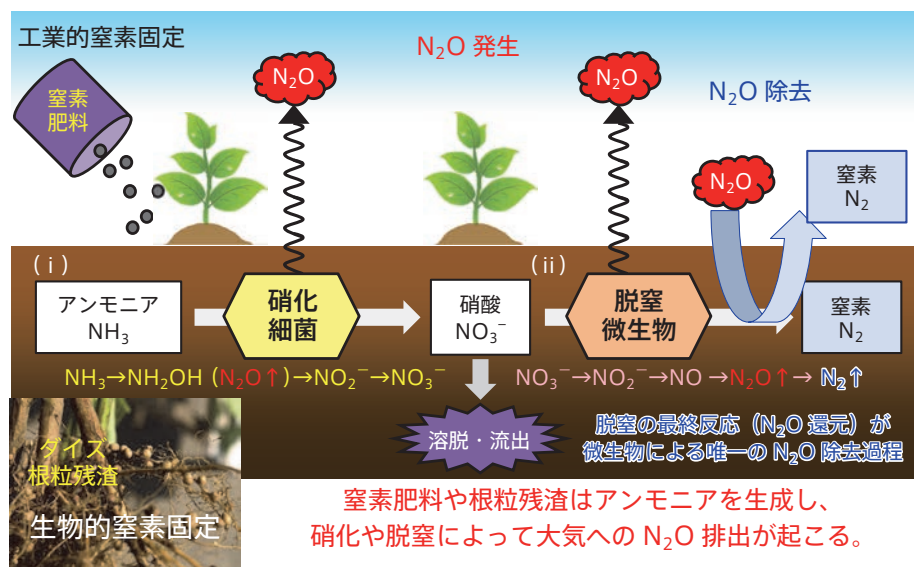 工業的窒素固定
N₂O 発生
N₂O 除去
窒素
肥料
N₂O
N₂O
N₂O
窒素
N₂
(ⅰ)
(ⅱ)
アンモニア
NH₃
硝化
細菌
硝酸
NO₃⁻
脱窒
微生物
窒素
N₂
NH₃→NH₂OH (N₂O↑)→NO₂⁻→NO₃⁻
NO₃⁻→NO₂⁻→NO→N₂O↑→N₂↑
溶脱・流出
脱窒の最終反応(N₂O 還元)が
微生物による唯一の N₂O 除去過程
ダイズ
根粒残渣
生物的窒素固定
窒素肥料や根粒残渣はアンモニアを生成し、
硝化や脱窒によって大気への N₂O 排出が起こる。